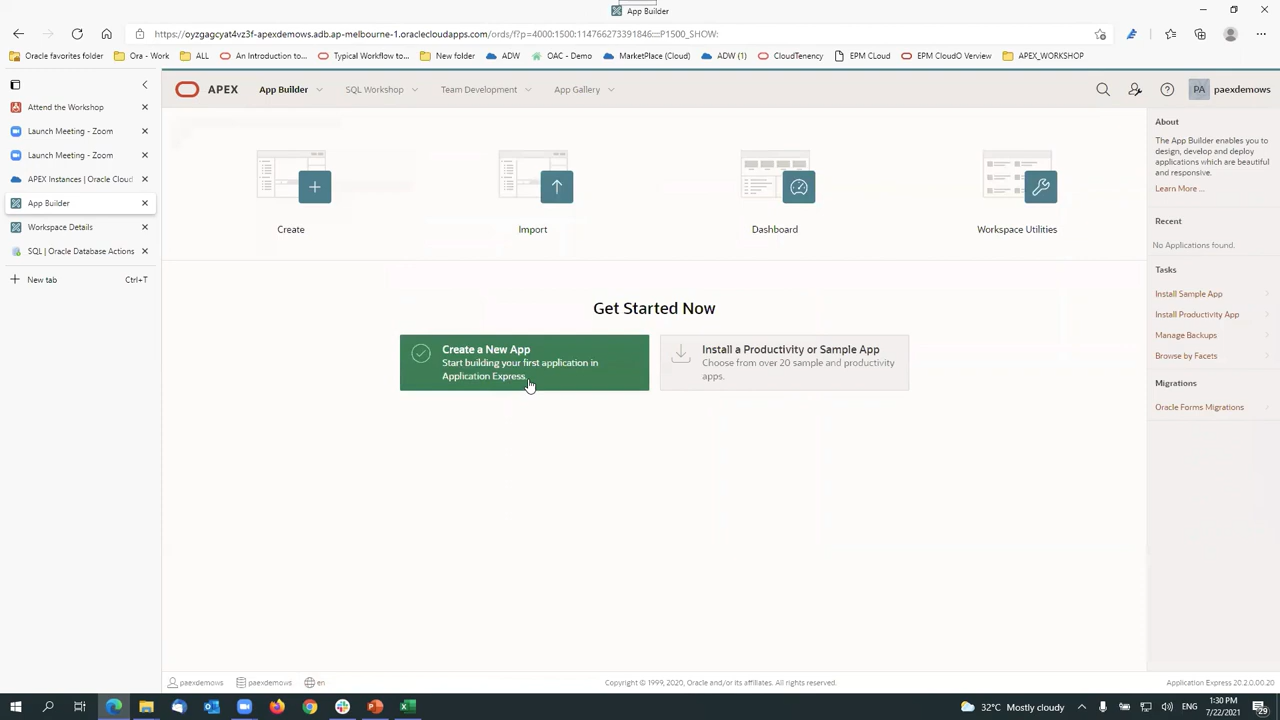 App Builder
https://oyzgagcyat4vz3f-apexdemows.adb.ap-melbourne-1.oraclecloudapps.com/ords/f?p=4000:1500:114766273391846::::P1500_SHOW:
Oracle favorites folder
Ora - Work
ALL
An Introduction to...
Typical Workflow to...
New folder
ADW
OAC - Demo
MarketPlace (Cloud)
ADW (1)
CloudTenency
EPM CLoud
EPM CloudO Verview
APEX_WORKSHOP
Attend the Workshop
Launch Meeting - Zoom
Launch Meeting - Zoom
APEX Instances | Oracle Cloud
App Builder
Workspace Details
SQL | Oracle Database Actions
New tab Ctrl+T
APEX App Builder SQL Workshop Team Development App Gallery
PA paexdemows
Create
Import
Dashboard
Workspace Utilities
Get Started Now
Create a New App
Start building your first application in
Application Express.
Install a Productivity or Sample App
Choose from over 20 sample and productivity
apps.
About
The App Builder enables you to
design, develop and deploy
applications which are beautiful
and responsive.
Learn More ...
Recent
No Applications found.
Tasks
Install Sample App
Install Productivity App
Manage Backups
Browse by Facets
Migrations
Oracle Forms Migrations
paexdemows paexdemows en
Copyright © 1999, 2020, Oracle and/or its affiliates. All rights reserved.
Application Express 20.2.0.00.20
32°C Mostly cloudy
ENG
1:30 PM
7/22/2021
29